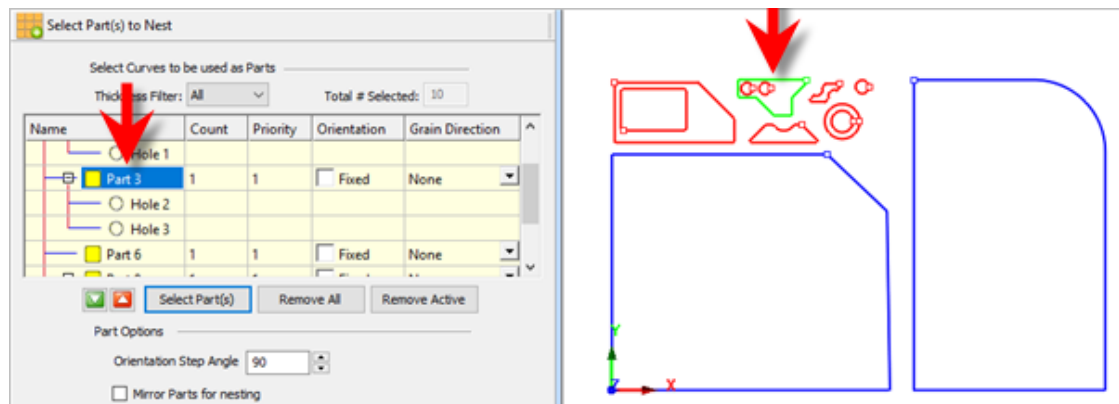 Select Part(s) to Nest
Select Curves to be used as Parts
Thickness Filter: All Total # Selected: 10
Name Count Priority Orientation Grain Direction
Hole 1
Part 3 1 1 Fixed None
Hole 2
Hole 3
Part 6 1 1 Fixed None
Select Part(s) Remove All Remove Active
Part Options
Orientation Step Angle 90
Mirror Parts for nesting
Y
Z X